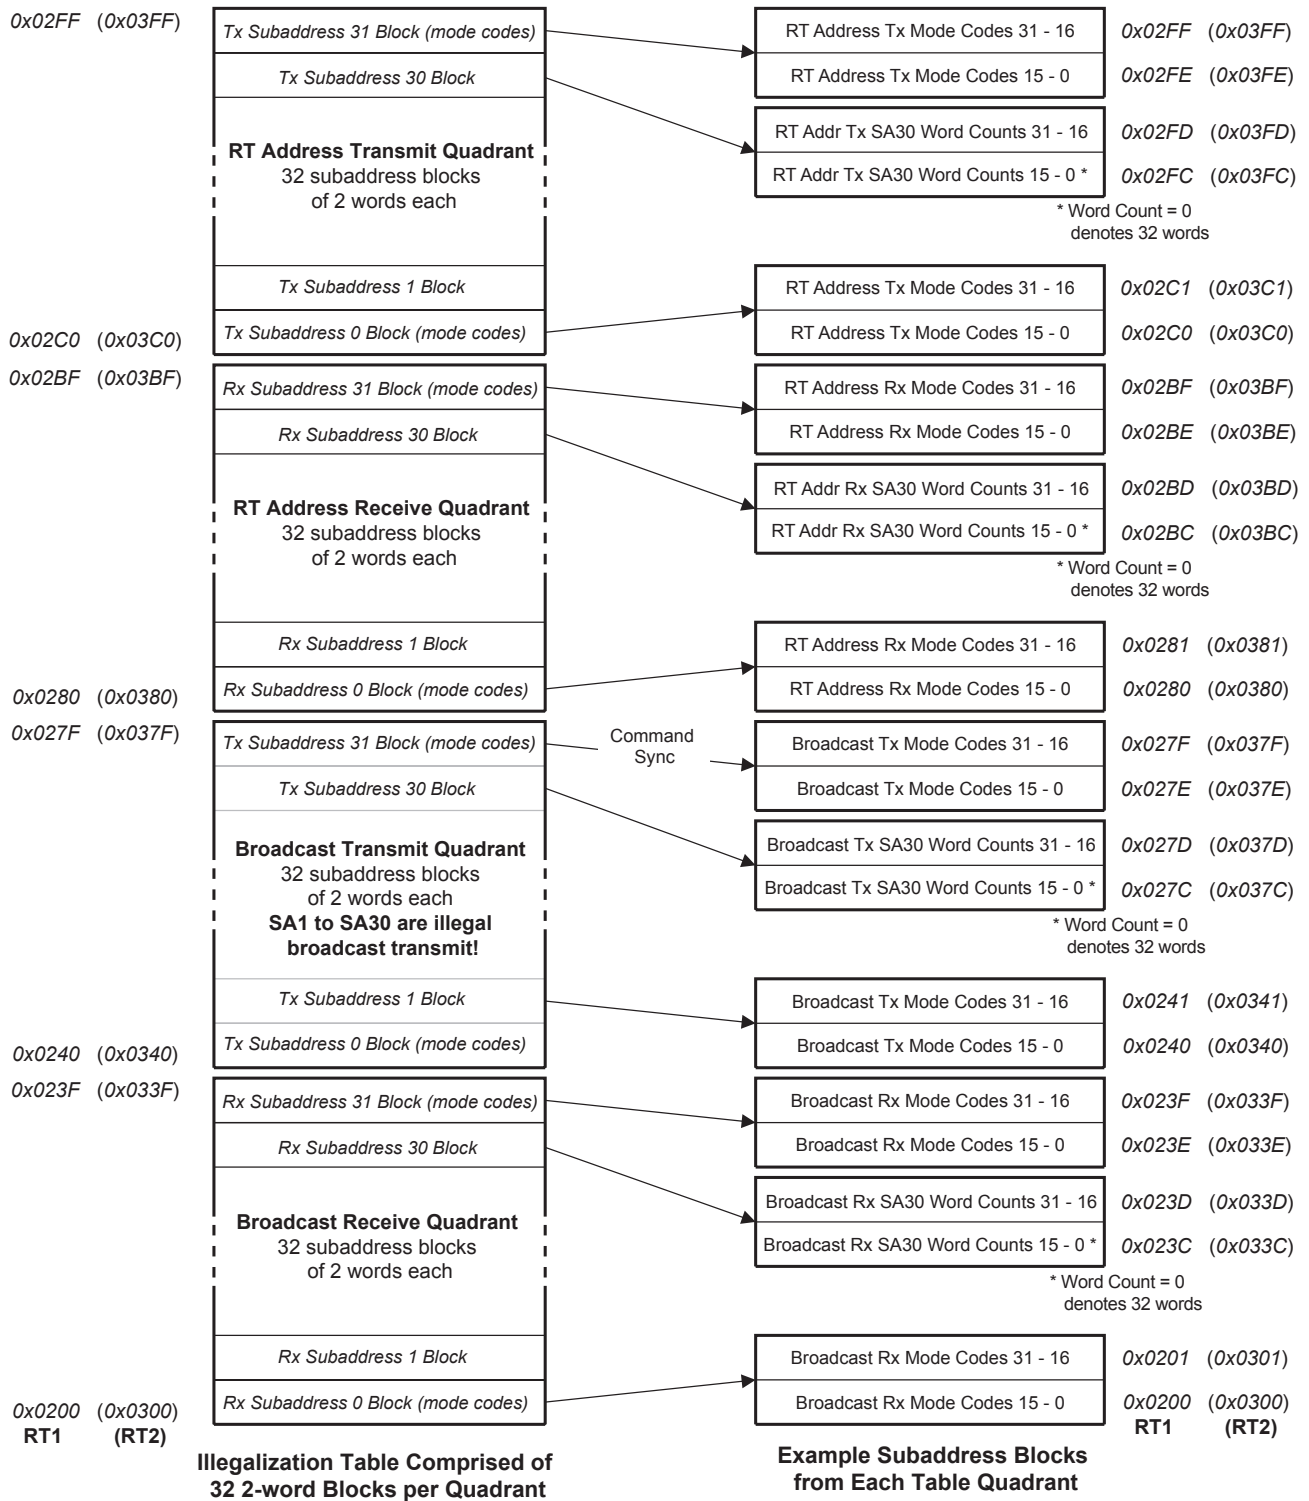 0x02FF (0x03FF)
Tx Subaddress 31 Block (mode codes)
RT Address Tx Mode Codes 31 - 16
0x02FF (0x03FF)
Tx Subaddress 30 Block
RT Address Tx Mode Codes 15 - 0
0x02FE (0x03FE)
RT Addr Tx SA30 Word Counts 31 - 16
0x02FD (0x03FD)
RT Address Transmit Quadrant
32 subaddress blocks
of 2 words each
RT Addr Tx SA30 Word Counts 15 - 0 *
0x02FC (0x03FC)
* Word Count = 0
denotes 32 words
Tx Subaddress 1 Block
RT Address Tx Mode Codes 31 - 16
0x02C1 (0x03C1)
0x02C0 (0x03C0)
Tx Subaddress 0 Block (mode codes)
RT Address Tx Mode Codes 15 - 0
0x02C0 (0x03C0)
0x02BF (0x03BF)
Rx Subaddress 31 Block (mode codes)
RT Address Rx Mode Codes 31 - 16
0x02BF (0x03BF)
Rx Subaddress 30 Block
RT Address Rx Mode Codes 15 - 0
0x02BE (0x03BE)
RT Addr Rx SA30 Word Counts 31 - 16
0x02BD (0x03BD)
RT Address Receive Quadrant
32 subaddress blocks
of 2 words each
RT Addr Rx SA30 Word Counts 15 - 0 *
0x02BC (0x03BC)
* Word Count = 0
denotes 32 words
Rx Subaddress 1 Block
RT Address Rx Mode Codes 31 - 16
0x0281 (0x0381)
0x0280 (0x0380)
Rx Subaddress 0 Block (mode codes)
RT Address Rx Mode Codes 15 - 0
0x0280 (0x0380)
0x027F (0x037F)
Tx Subaddress 31 Block (mode codes)
Command
Sync
Broadcast Tx Mode Codes 31 - 16
0x027F (0x037F)
Tx Subaddress 30 Block
Broadcast Tx Mode Codes 15 - 0
0x027E (0x037E)
Broadcast Tx SA30 Word Counts 31 - 16
0x027D (0x037D)
Broadcast Transmit Quadrant
32 subaddress blocks
of 2 words each
SA1 to SA30 are illegal
broadcast transmit!
Broadcast Tx SA30 Word Counts 15 - 0 *
0x027C (0x037C)
* Word Count = 0
denotes 32 words
Tx Subaddress 1 Block
Broadcast Tx Mode Codes 31 - 16
0x0241 (0x0341)
0x0240 (0x0340)
Tx Subaddress 0 Block (mode codes)
Broadcast Tx Mode Codes 15 - 0
0x0240 (0x0340)
0x023F (0x033F)
Rx Subaddress 31 Block (mode codes)
Broadcast Rx Mode Codes 31 - 16
0x023F (0x033F)
Rx Subaddress 30 Block
Broadcast Rx Mode Codes 15 - 0
0x023E (0x033E)
Broadcast Rx SA30 Word Counts 31 - 16
0x023D (0x033D)
Broadcast Receive Quadrant
32 subaddress blocks
of 2 words each
Broadcast Rx SA30 Word Counts 15 - 0 *
0x023C (0x033C)
* Word Count = 0
denotes 32 words
Rx Subaddress 1 Block
Broadcast Rx Mode Codes 31 - 16
0x0201 (0x0301)
0x0200 (0x0300)
RT1 (RT2)
Rx Subaddress 0 Block (mode codes)
Broadcast Rx Mode Codes 15 - 0
0x0200 (0x0300)
RT1 (RT2)
Illegalization Table Comprised of
32 2-word Blocks per Quadrant
Example Subaddress Blocks
from Each Table Quadrant